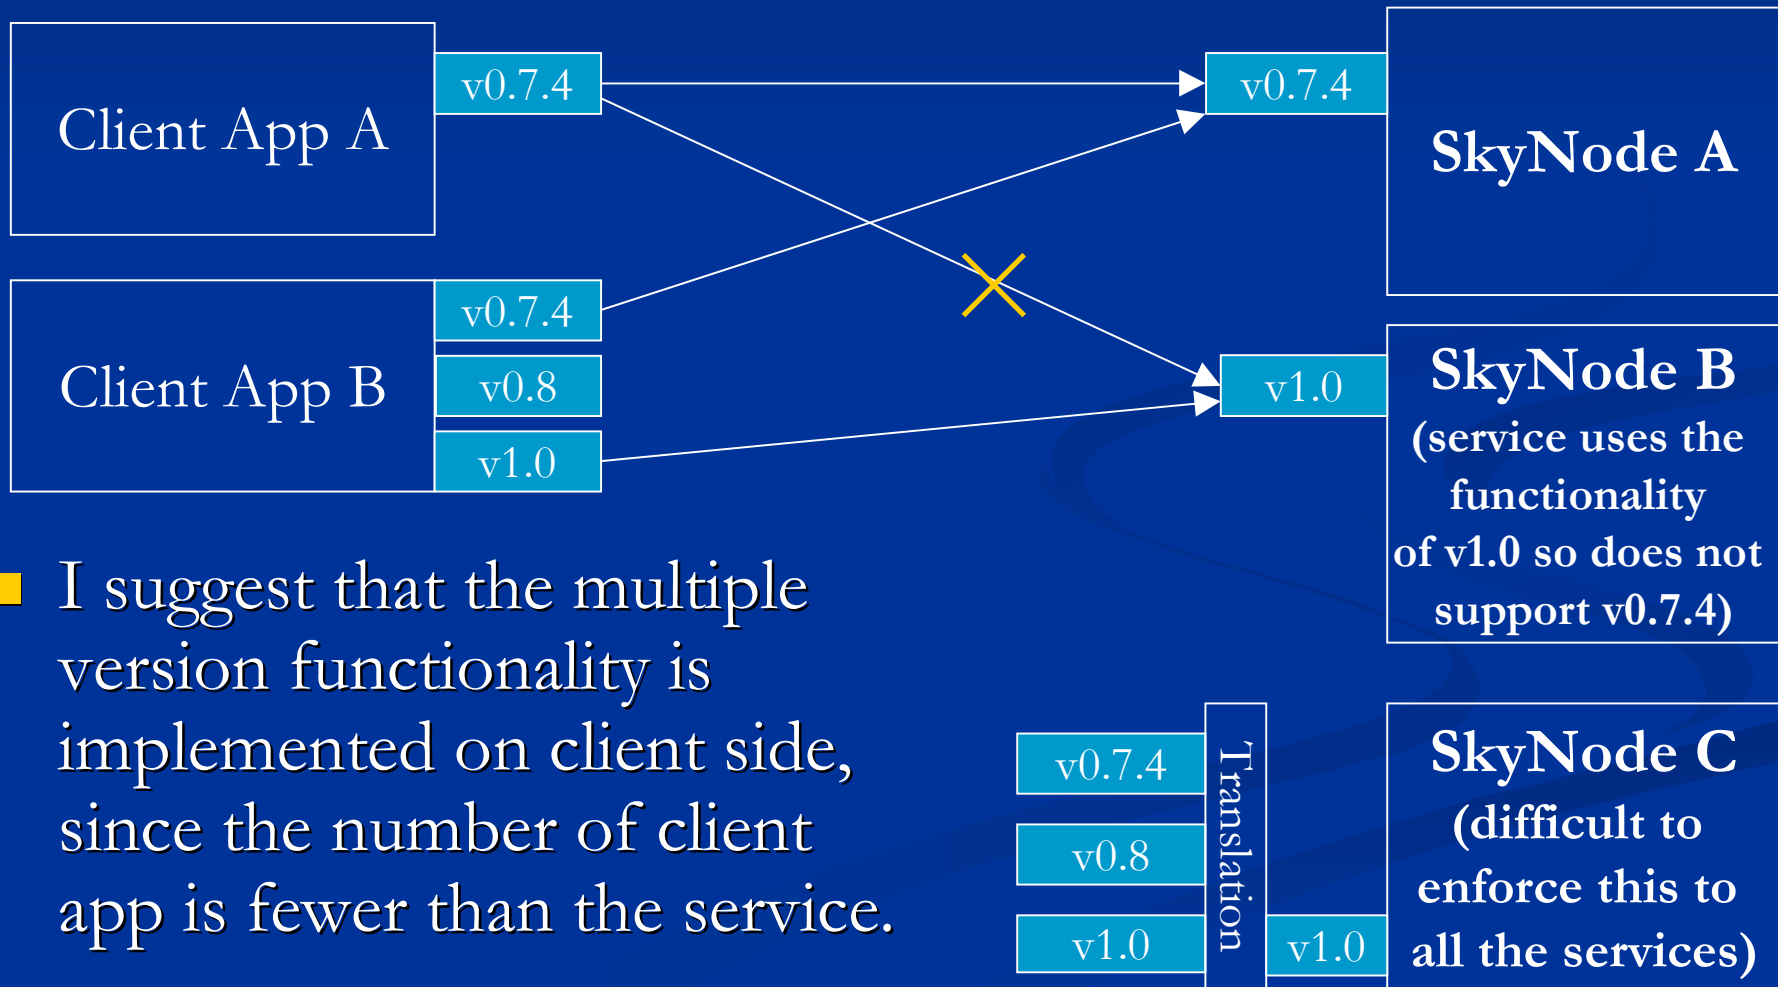 Client App A
v0.7.4
v0.7.4
SkyNode A
Client App B
v0.7.4
v0.8
v1.0
v1.0
SkyNode B
(service uses the
functionality
of v1.0 so does not
support v0.7.4)
I suggest that the multiple
version functionality is
implemented on client side,
since the number of client
app is fewer than the service.
v0.7.4
v0.8
v1.0
Translation
v1.0
SkyNode C
(difficult to
enforce this to
all the services)